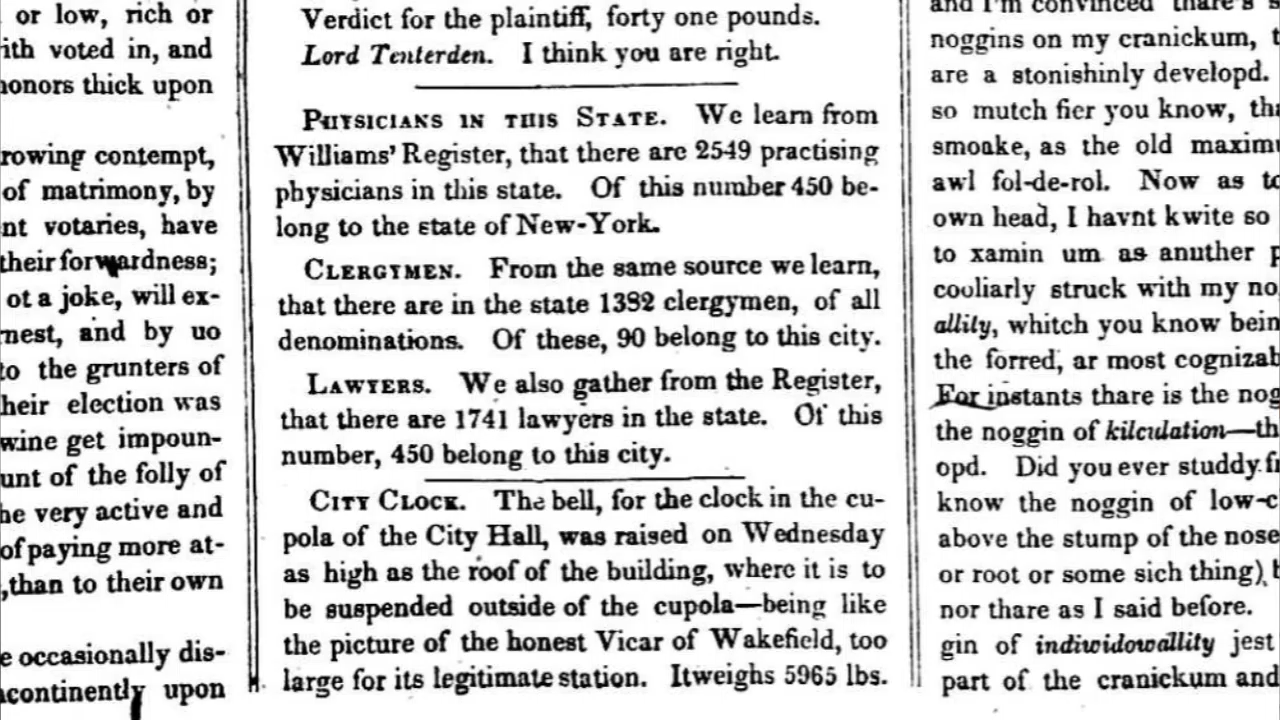 or low, rich or
ith voted in, and
honors thick upon
rowing contempt,
of matrimony, by
nt votaries, have
their forwardness;
ot a joke, will ex-
nest, and by uo
to the grunters of
heir election was
wine get impoun-
unt of the folly of
he very active and
of paying more at-
,than to their own
e occasionally dis-
ncontinently upon
Verdict for the plaintiff, forty one pounds.
Lord Tenterden. I think you are right.
PHYSICIANS IN THIS STATE. We learn from
Williams' Register, that there are 2549 practising
physicians in this state. Of this number 450 be-
long to the state of New-York.
CLERGYMEN. From the same source we learn,
that there are in the state 1382 clergymen, of all
denominations. Of these, 90 belong to this city.
LAWYERS. We also gather from the Register,
that there are 1741 lawyers in the state. Of this
number, 450 belong to this city.
CITY CLOCK. The bell, for the clock in the cu-
pola of the City Hall, was raised on Wednesday
as high as the roof of the building, where it is to
be suspended outside of the cupola—being like
the picture of the honest Vicar of Wakefield, too
large for its legitimate station. It weighs 5965 lbs.
and I'm convinced thare's
noggins on my cranickum,
are a stonishinly developd.
so mutch fier you know,
smoake, as the old
awl fol-de-rol. Now as
own head, I havnt kwite so
to xamin um as anuther
couliarly struck with my
allity, whitch you know
the forred, ar most
For instants thare is the
the noggin of kilculation—
opd. Did you ever studdy
know the noggin of
above the stump of the nose
or root or some sich thing),
nor thare as I said before.
gin of indiwidowallity jest
part of the cranickum and